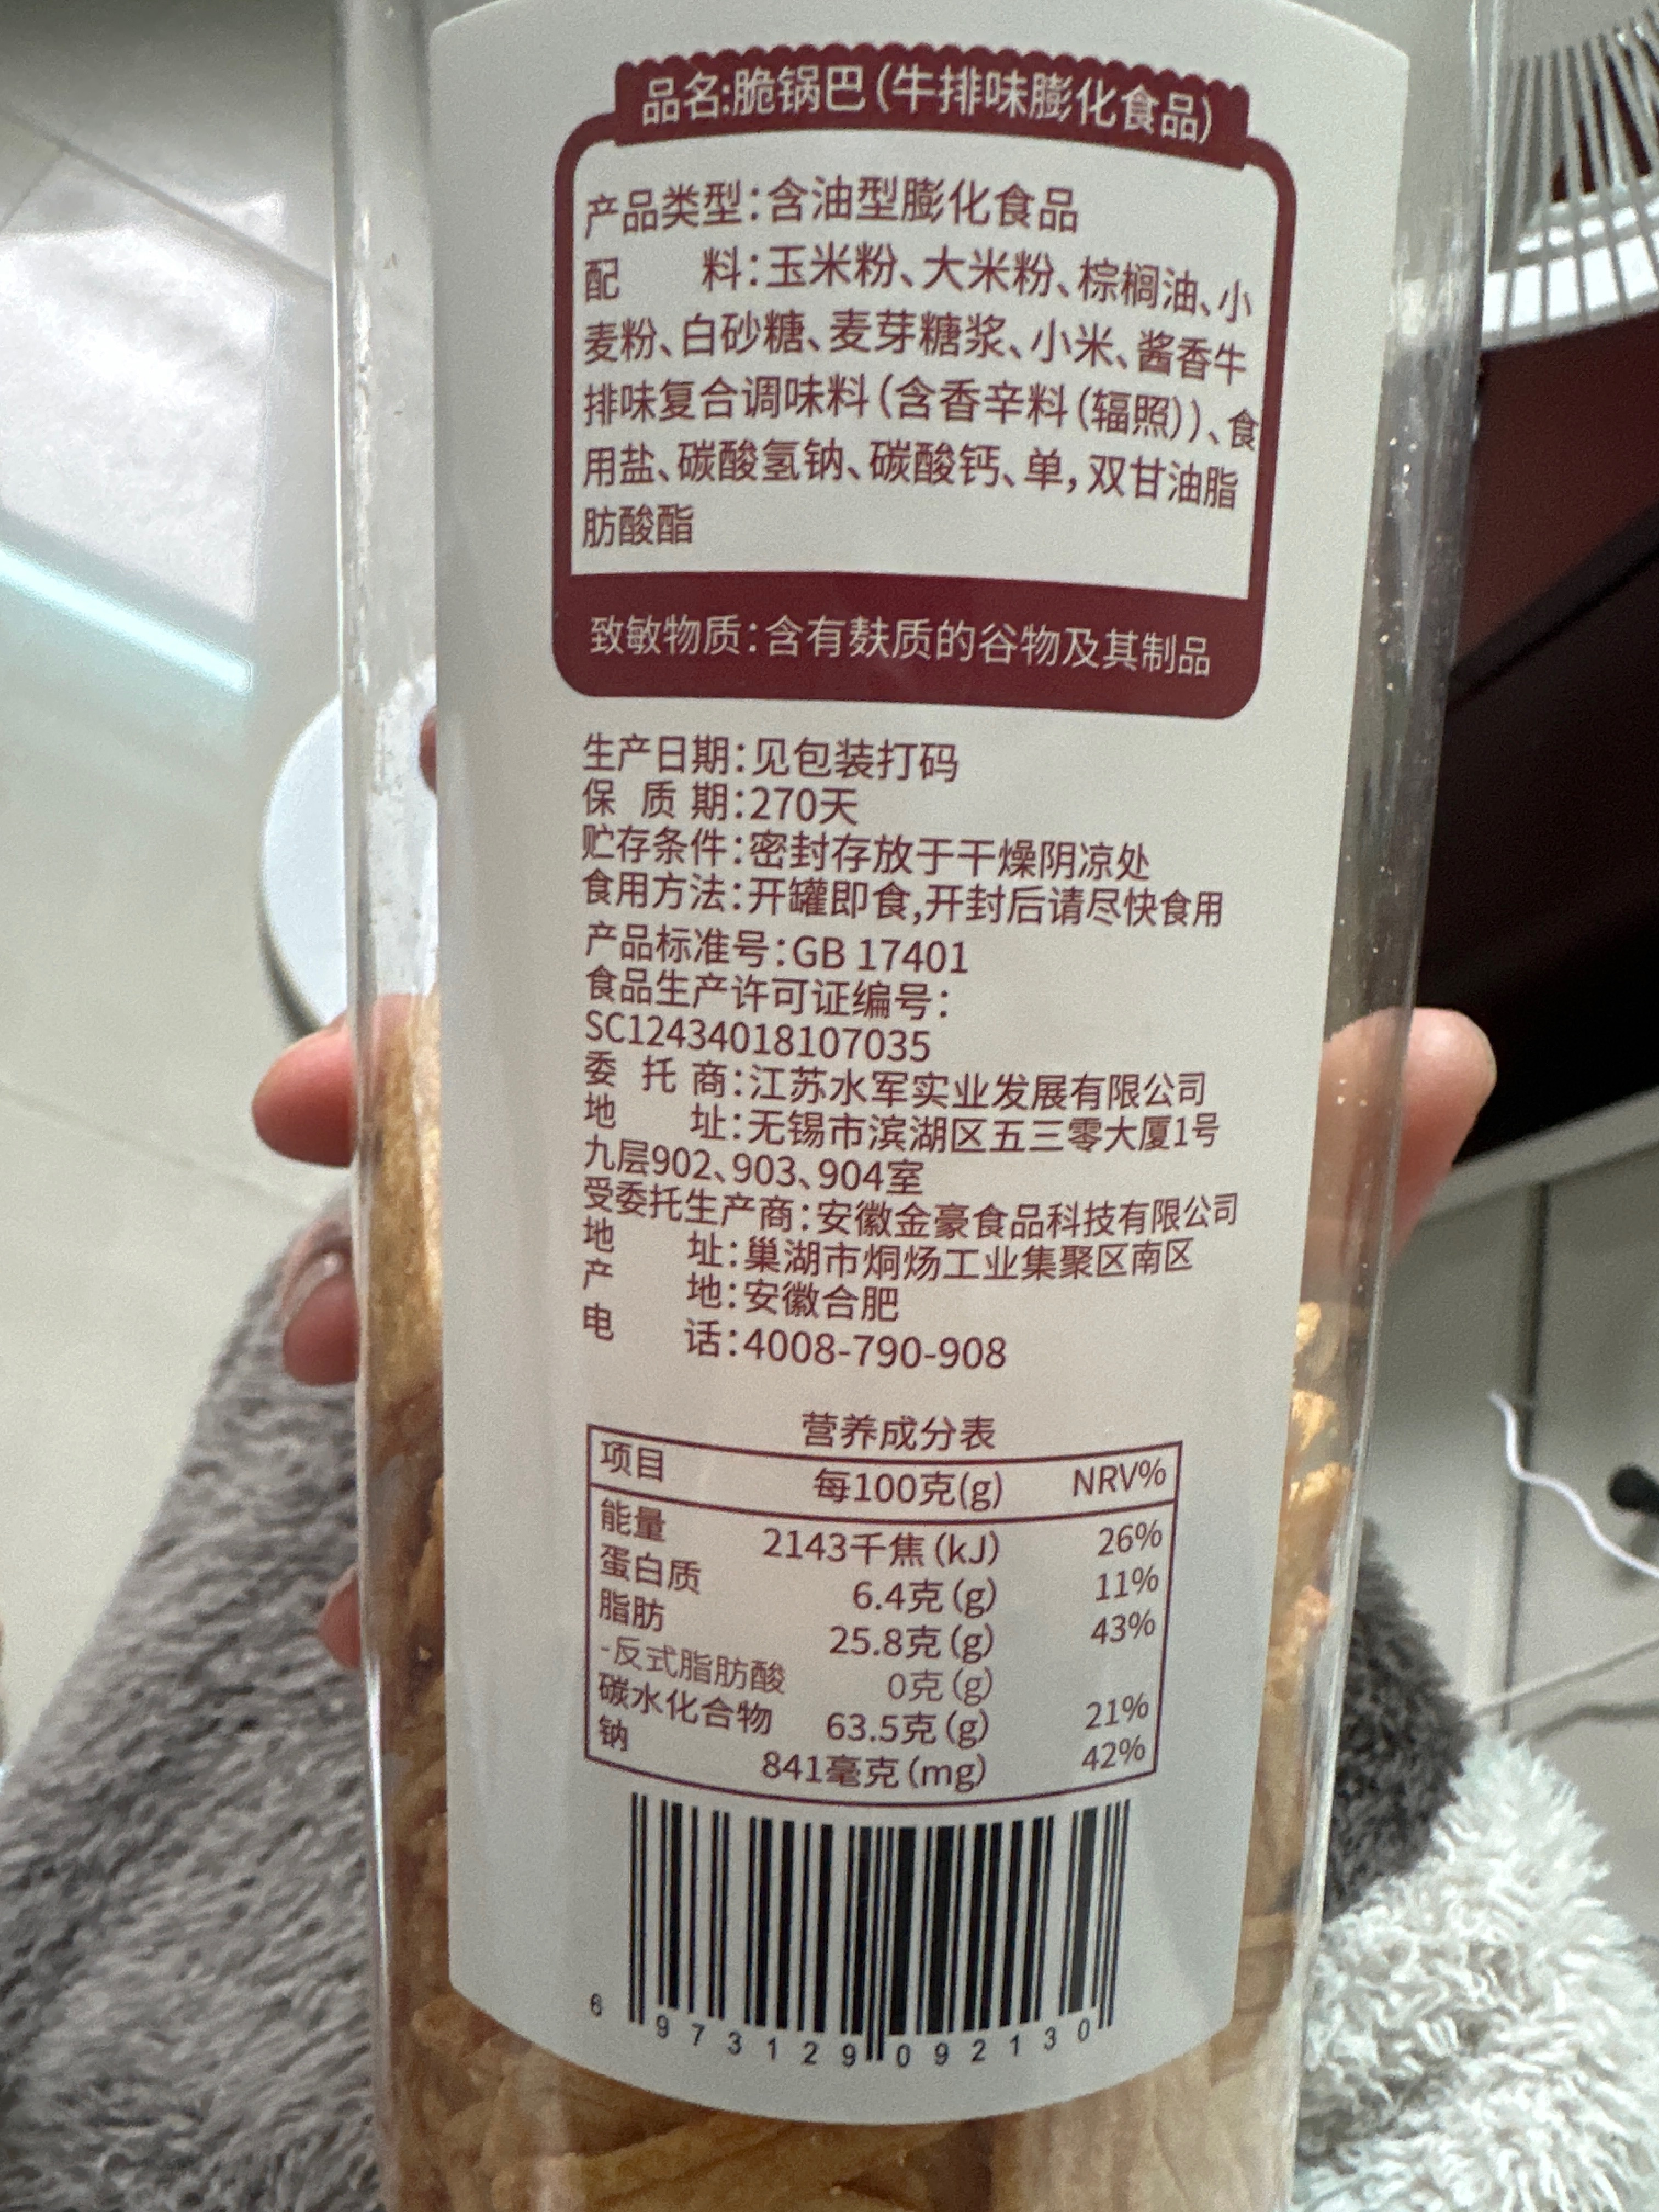 品名:脆锅巴(牛排味膨化食品)
产品类型:含油型膨化食品
配 料:玉米粉、大米粉、棕榈油、小
麦粉、白砂糖、麦芽糖浆、小米、酱香牛
排味复合调味料(含香辛料(辐照))、食
用盐、碳酸氢钠、碳酸钙、单,双甘油脂
肪酸酯
致敏物质:含有麸质的谷物及其制品
生产日期:见包装打码
保 质 期:270天
贮存条件:密封存放于干燥阴凉处
食用方法:开罐即食,开封后请尽快食用
产品标准号:GB 17401
食品生产许可证编号:
SC12434018107035
委 托 商:江苏水军实业发展有限公司
地 址:无锡市滨湖区五三零大厦1号
九层902、903、904室
受委托生产商:安徽金豪食品科技有限公司
地 址:巢湖市烔炀工业集聚区南区
产 地:安徽合肥
电 话:4008-790-908
营养成分表
项目 每100克(g) NRV%
能量 2143千焦(kJ) 26%
蛋白质 6.4克(g) 11%
脂肪 25.8克(g) 43%
-反式脂肪酸 0克(g)
碳水化合物 63.5克(g) 21%
钠 841毫克(mg) 42%
6 973129 092130